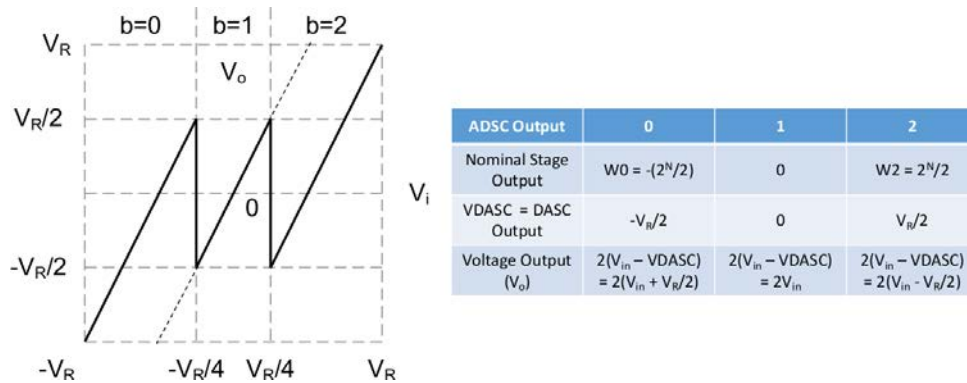 b=0 b=1 b=2
V_R
V_o
V_R/2
0
V_i
-V_R/2
-V_R -V_R/4 V_R/4 V_R
ADSC Output 0 1 2
Nominal Stage
Output
W0 = -(2^N/2) 0 W2 = 2^N/2
VDASC = DASC
Output
-V_R/2 0 V_R/2
Voltage Output
(V_o)
2(V_in – VDASC)
= 2(V_in + V_R/2)
2(V_in – VDASC)
= 2V_in
2(V_in – VDASC)
= 2(V_in - V_R/2)